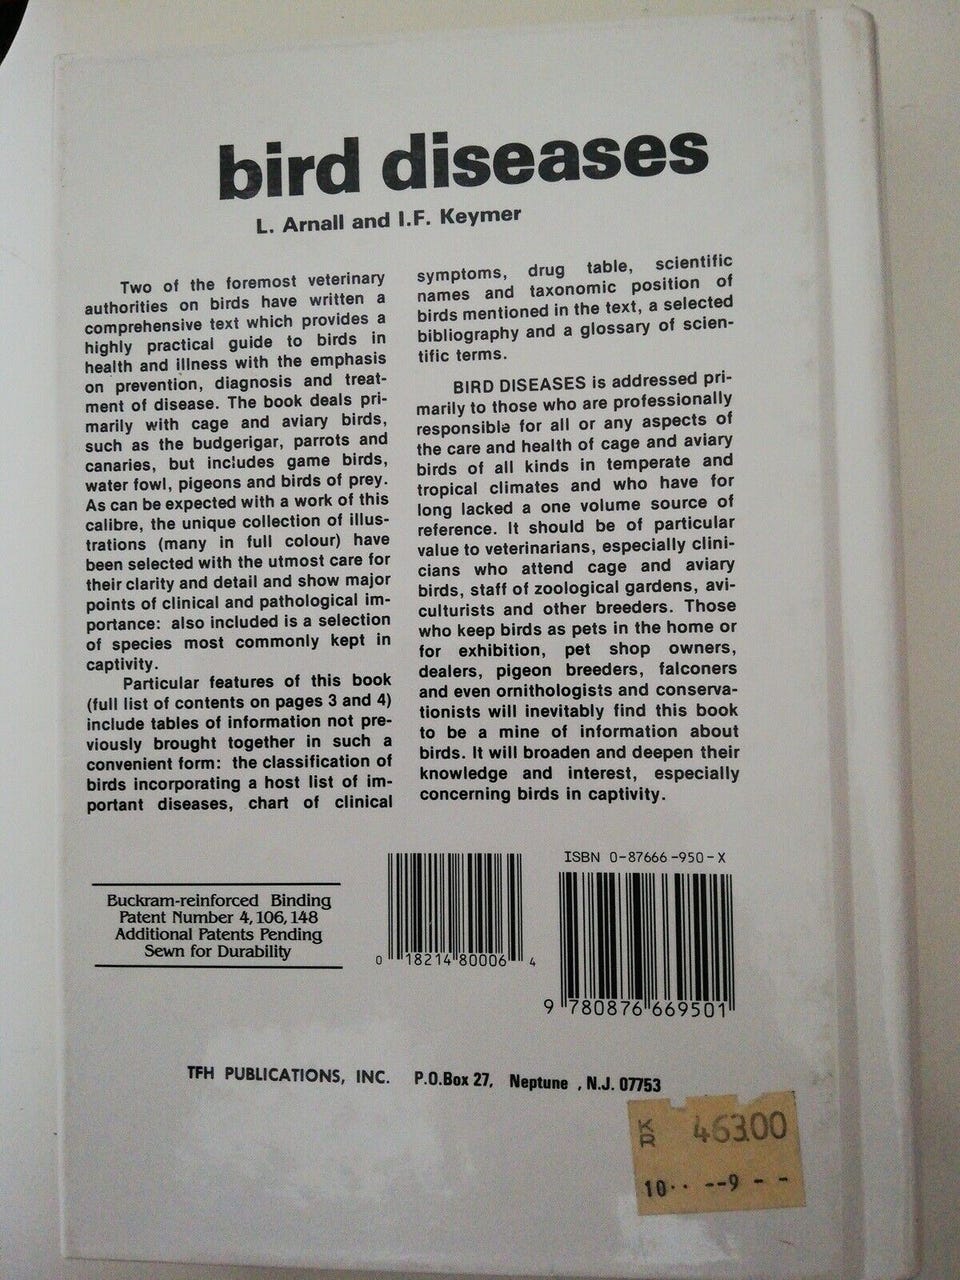 bird diseases
L. Arnall and I.F. Keymer
Two of the foremost veterinary
authorities on birds have written a
comprehensive text which provides a
highly practical guide to birds in
health and illness with the emphasis
on prevention, diagnosis and treat-
ment of disease. The book deals pri-
marily with cage and aviary birds,
such as the budgerigar, parrots and
canaries, but includes game birds,
water fowl, pigeons and birds of prey.
As can be expected with a work of this
calibre, the unique collection of illus-
trations (many in full colour) have
been selected with the utmost care for
their clarity and detail and show major
points of clinical and pathological im-
portance: also included is a selection
of species most commonly kept in
captivity.
Particular features of this book
(full list of contents on pages 3 and 4)
include tables of information not pre-
viously brought together in such a
convenient form: the classification of
birds incorporating a host list of im-
portant diseases, chart of clinical
symptoms, drug table, scientific
names and taxonomic position of
birds mentioned in the text, a selected
bibliography and a glossary of scien-
tific terms.
BIRD DISEASES is addressed pri-
marily to those who are professionally
responsible for all or any aspects of
the care and health of cage and aviary
birds of all kinds in temperate and
tropical climates and who have for
long lacked a one volume source of
reference. It should be of particular
value to veterinarians, especially clini-
cians who attend cage and aviary
birds, staff of zoological gardens, avi-
culturists and other breeders. Those
who keep birds as pets in the home or
for exhibition, pet shop owners,
dealers, pigeon breeders, falconers
and even ornithologists and conserva-
tionists will inevitably find this book
to be a mine of information about
birds. It will broaden and deepen their
knowledge and interest, especially
concerning birds in captivity.
Buckram-reinforced Binding
Patent Number 4,106,148
Additional Patents Pending
Sewn for Durability
0 18214 80006 4
ISBN 0-87666-950-X
9 780876 669501
TFH PUBLICATIONS, INC. P.O.Box 27, Neptune, N.J. 07753
KR 463.00
10·· --9 - -